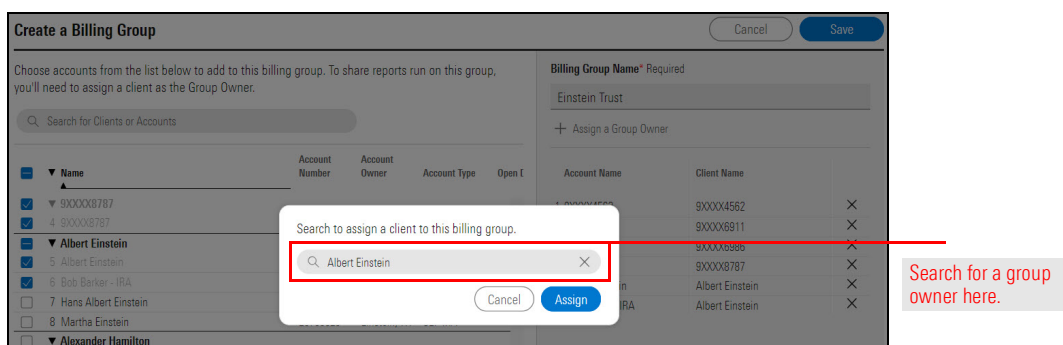 Create a Billing Group
Cancel
Save
Choose accounts from the list below to add to this billing group. To share reports run on this group,
you'll need to assign a client as the Group Owner.
Search for Clients or Accounts
Billing Group Name* Required
Einstein Trust
+ Assign a Group Owner
▼ Name
Account
Number
Account
Owner
Account Type
Open
▼ 9XXXX8787
4 9XXXX8787
▼ Albert Einstein
5 Albert Einstein
6 Bob Barker - IRA
7 Hans Albert Einstein
8 Martha Einstein
▼ Alexander Hamilton
Search to assign a client to this billing group.
Albert Einstein
Cancel
Assign
Account Name
Client Name
9XXXX4562
9XXXX6911
9XXXX6986
9XXXX8787
Albert Einstein
IRA
Albert Einstein
Search for a group
owner here.